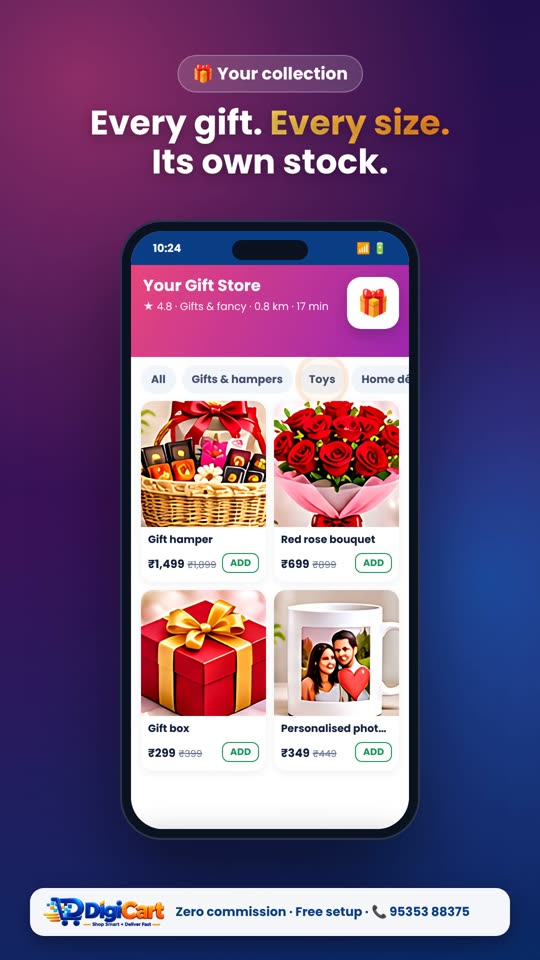 🎁 Your collection
Every gift. Every size.
Its own stock.
10:24
Your Gift Store
★ 4.8 · Gifts & fancy · 0.8 km · 17 min
All Gifts & hampers Toys Home dé
Gift hamper
₹1,499 ₹1,899 ADD
Red rose bouquet
₹699 ₹899 ADD
Gift box
₹299 ₹399 ADD
Personalised phot...
₹349 ₹449 ADD
DigiCart
Shop Smart • Deliver Fast
Zero commission · Free setup · 📞 95353 88375